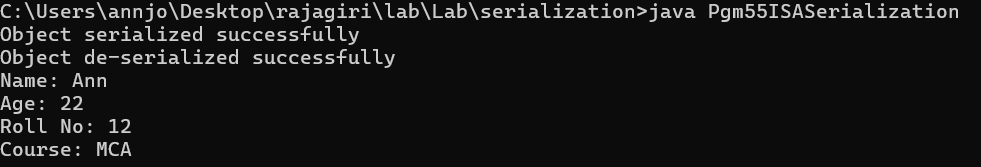 C:\Users\annjo\Desktop\rajagiri\lab\Lab\serialization>java Pgm55ISASerialization
Object serialized successfully
Object de-serialized successfully
Name: Ann
Age: 22
Roll No: 12
Course: MCA